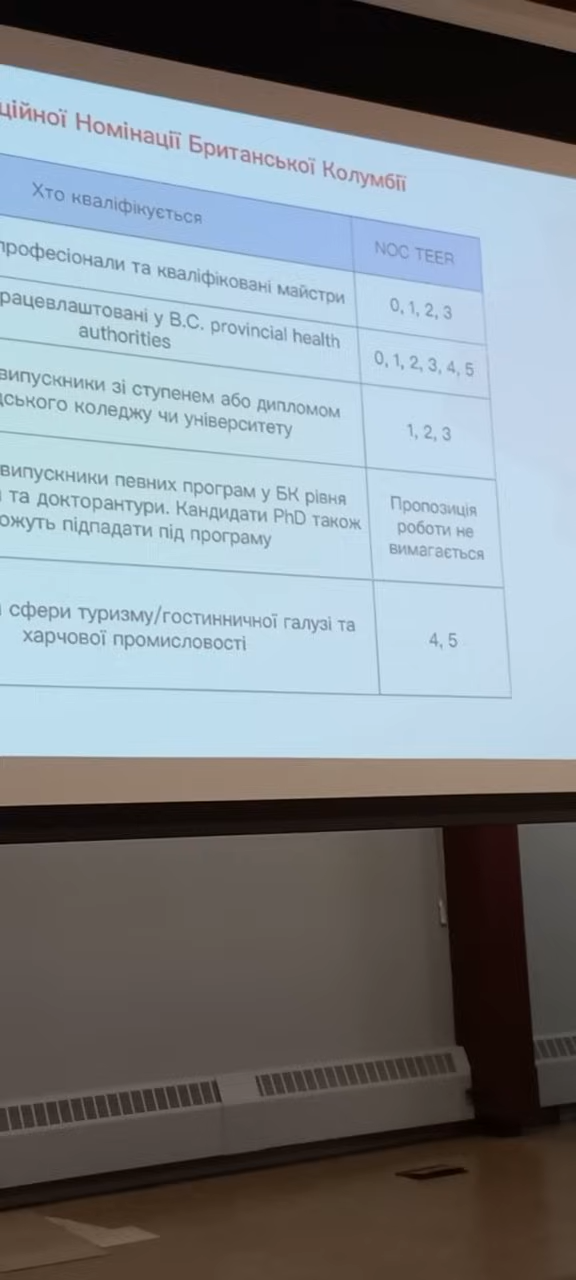 ційної Номінації Британської Колумбії
Хто кваліфікується
NOC TEER
професіонали та кваліфіковані майстри
0, 1, 2, 3
рацевлаштовані у B.C. provincial health
authorities
0, 1, 2, 3, 4, 5
випускники зі ступенем або дипломом
ського коледжу чи університету
1, 2, 3
випускники певних програм у БК рівня
та докторантури. Кандидати PhD також
ожуть підпадати під програму
Пропозиція
роботи не
вимагається
сфери туризму/гостинничної галузі та
харчової промисловості
4, 5